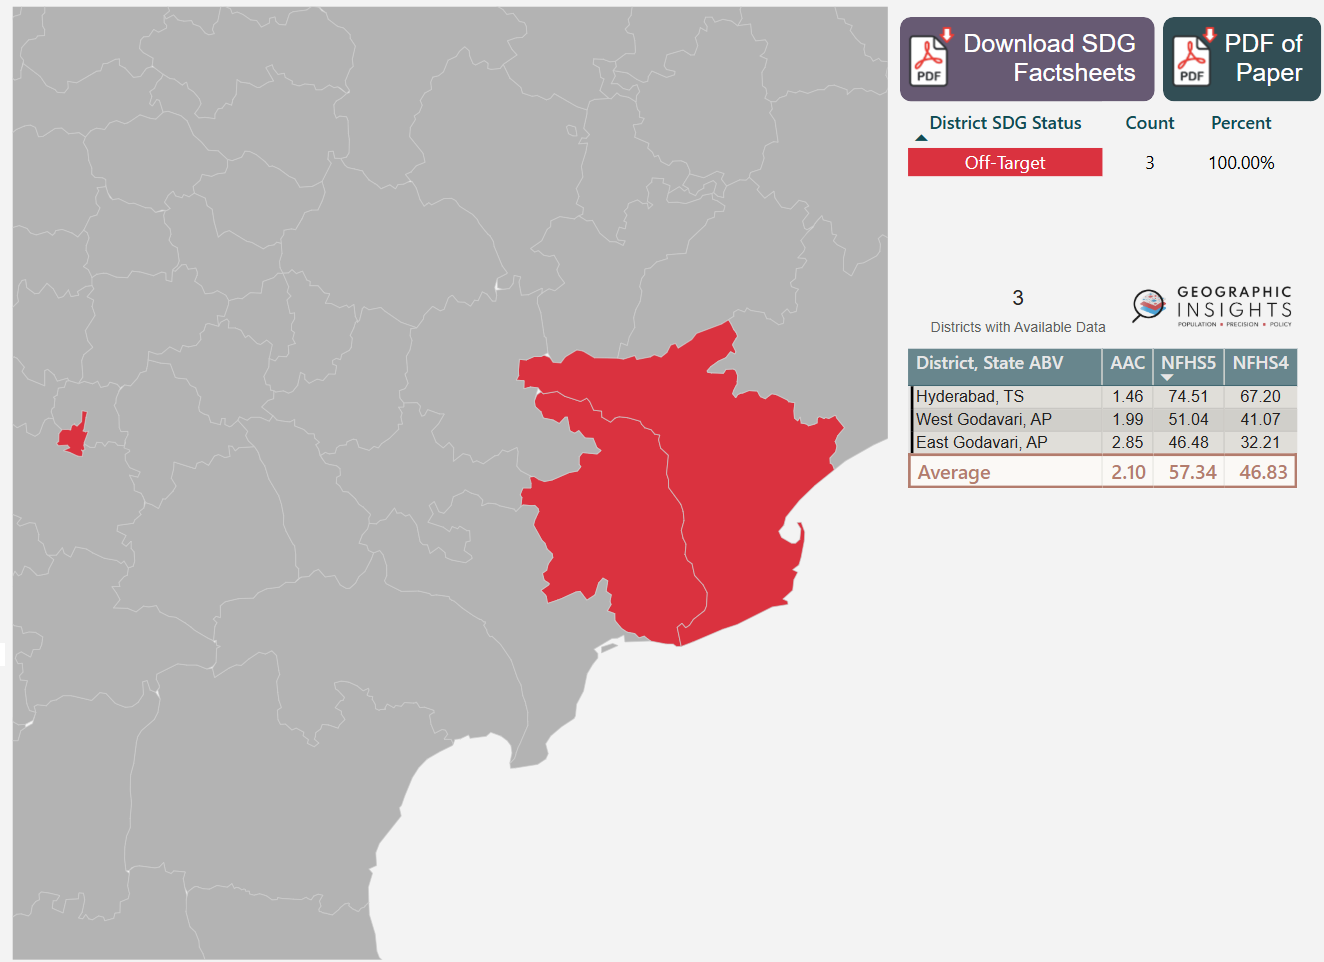 Download SDG
Factsheets
PDF
PDF of
Paper
PDF
District SDG Status Count Percent
Off-Target 3 100.00%
3
Districts with Available Data
GEOGRAPHIC
INSIGHTS
POPULATION • PRECISION • POLICY
District, State ABV AAC NFHS5 NFHS4
Hyderabad, TS 1.46 74.51 67.20
West Godavari, AP 1.99 51.04 41.07
East Godavari, AP 2.85 46.48 32.21
Average 2.10 57.34 46.83